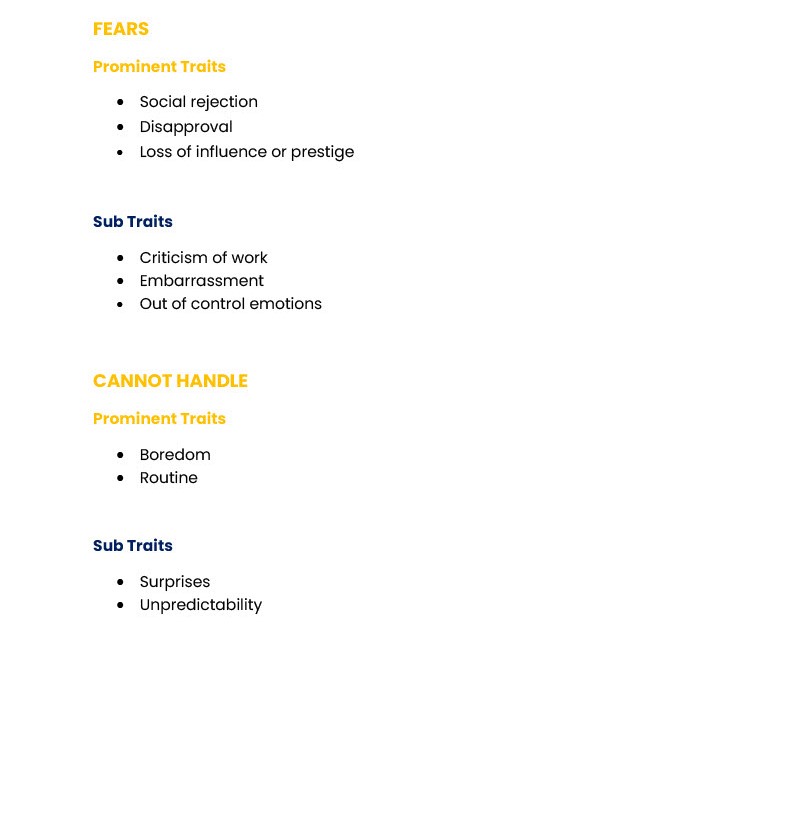 FEARS
Prominent Traits
• Social rejection
• Disapproval
• Loss of influence or prestige
Sub Traits
• Criticism of work
• Embarrassment
• Out of control emotions
CANNOT HANDLE
Prominent Traits
• Boredom
• Routine
Sub Traits
• Surprises
• Unpredictability